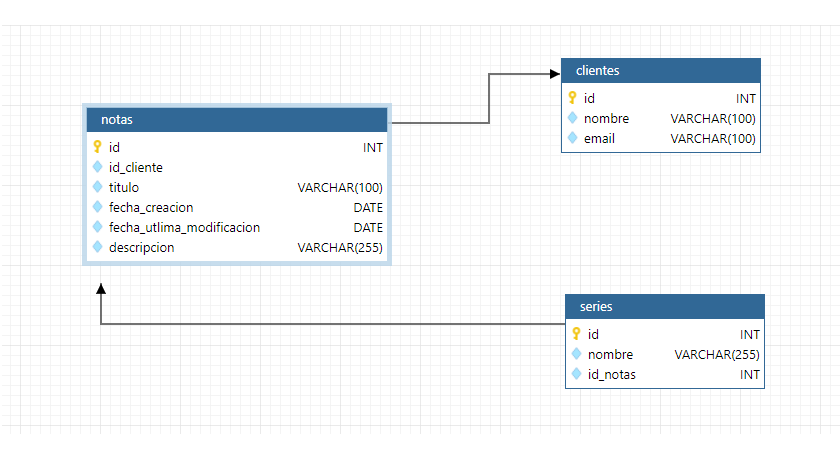 notas
id INT
id_cliente
titulo VARCHAR(100)
fecha_creacion DATE
fecha_utlima_modificacion DATE
descripcion VARCHAR(255)
clientes
id INT
nombre VARCHAR(100)
email VARCHAR(100)
series
id INT
nombre VARCHAR(255)
id_notas INT